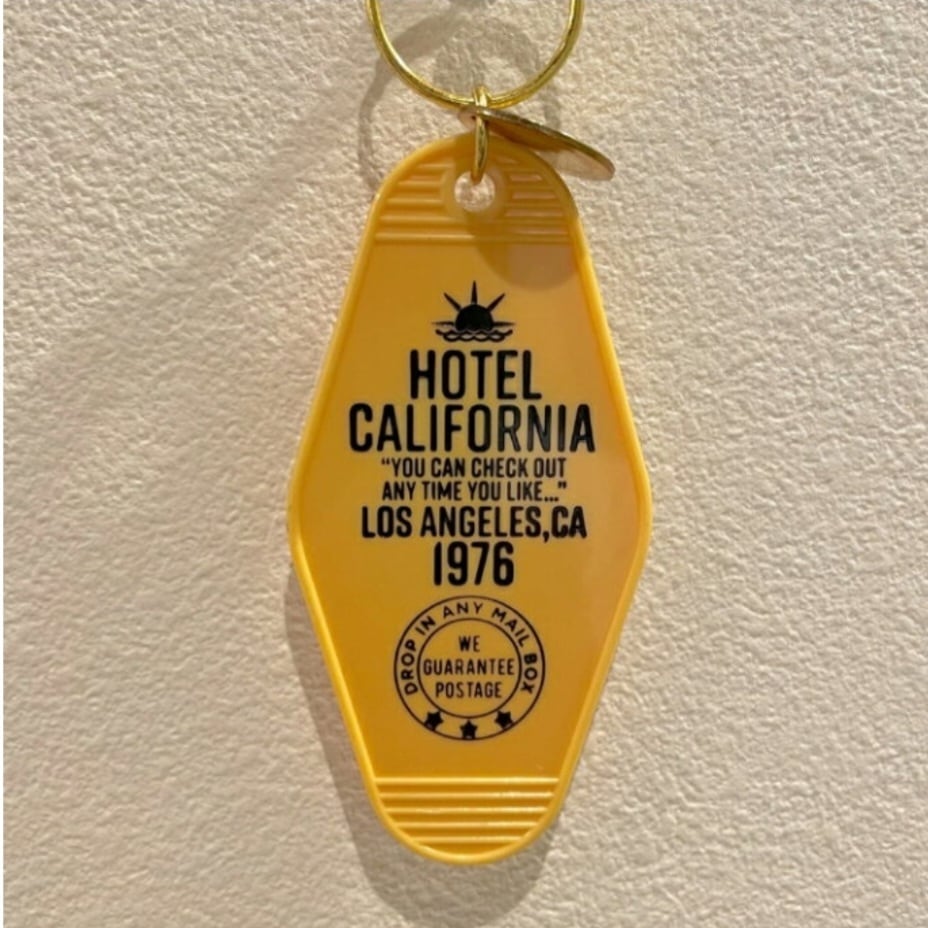 HOTEL
CALIFORNIA
“YOU CAN CHECK OUT
ANY TIME YOU LIKE...”
LOS ANGELES,CA
1976
DROP IN ANY MAIL BOX
WE
GUARANTEE
POSTAGE